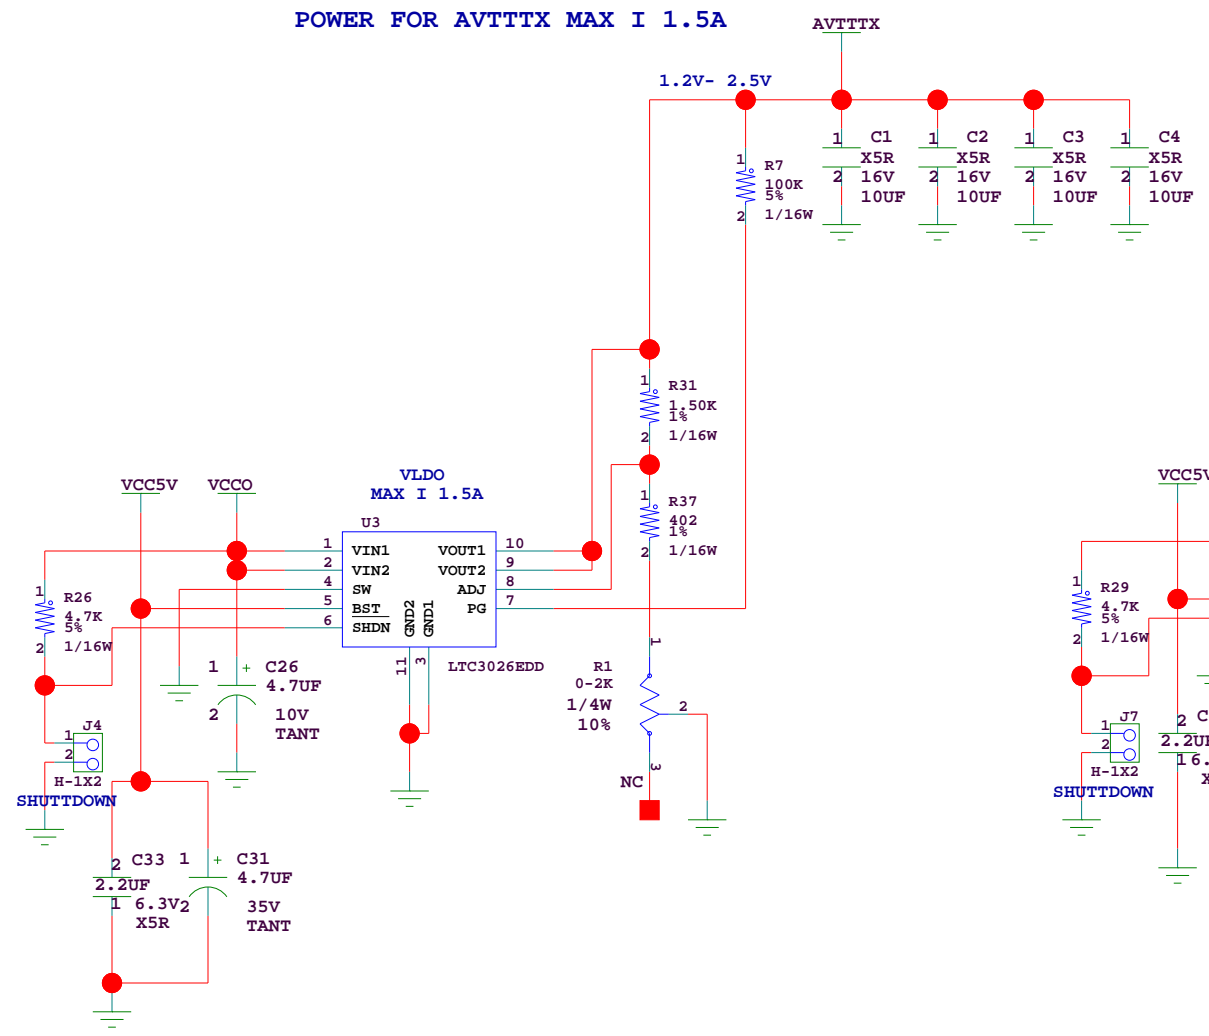 POWER FOR AVTTTX MAX I 1.5A
AVTTTX
1.2V- 2.5V
1 C1
X5R
2 16V
10UF
1 C2
X5R
2 16V
10UF
1 C3
X5R
2 16V
10UF
1 C4
X5R
2 16V
10UF
1 R7
100K
5%
2 1/16W
1 R31
1.50K
1%
2 1/16W
1 R37
402
1%
2 1/16W
VCC5V VCCO
VLDO
MAX I 1.5A
U3
1 VIN1 VOUT1 10
2 VIN2 VOUT2 9
4 SW ADJ 8
5 BST PG 7
6 SHDN
GND2 GND1
11 3
LTC3026EDD
1 R26
4.7K
5%
2 1/16W
1 + C26
4.7UF
2 10V
TANT
J4
1
2
H-1X2
SHUTTDOWN
2 C33
2.2UF
1 6.3V
X5R
1 + C31
4.7UF
2 35V
TANT
1
R1
0-2K
1/4W
10%
2
3
NC
VCC5V
1 R29
4.7K
5%
2 1/16W
J7
1
2
H-1X2
SHUTTDOWN
2 C
2.2UF
1 6.